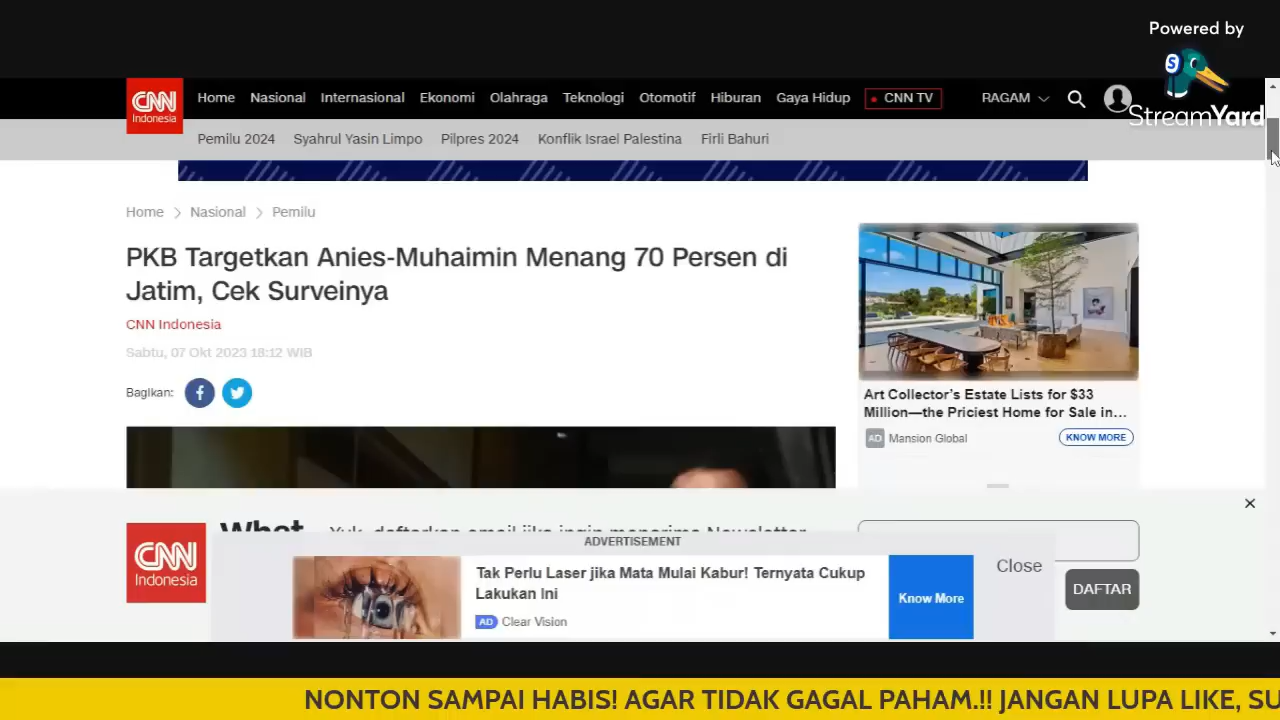 Powered by
StreamYard
CNN
Indonesia
Home Nasional Internasional Ekonomi Olahraga Teknologi Otomotif Hiburan Gaya Hidup CNN TV RAGAM
Pemilu 2024 Syahrul Yasin Limpo Pilpres 2024 Konflik Israel Palestina Firli Bahuri
Home Nasional Pemilu
PKB Targetkan Anies-Muhaimin Menang 70 Persen di
Jatim, Cek Surveinya
CNN Indonesia
Sabtu, 07 Okt 2023 18:12 WIB
Bagikan:
Art Collector's Estate Lists for $33
Million—the Priciest Home for Sale in...
AD Mansion Global
KNOW MORE
CNN
Indonesia
ADVERTISEMENT
Tak Perlu Laser jika Mata Mulai Kabur! Ternyata Cukup
Lakukan Ini
AD Clear Vision
Know More
Close
DAFTAR
NONTON SAMPAI HABIS! AGAR TIDAK GAGAL PAHAM.!! JANGAN LUPA LIKE, SU